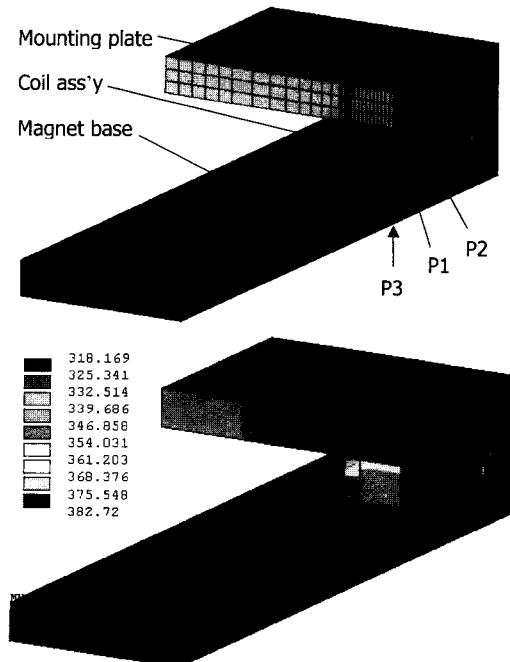 Mounting plate
Coil ass'y
Magnet base
P2
P1
P3
318.169
325.341
332.514
339.686
346.858
354.031
361.203
368.376
375.548
382.72